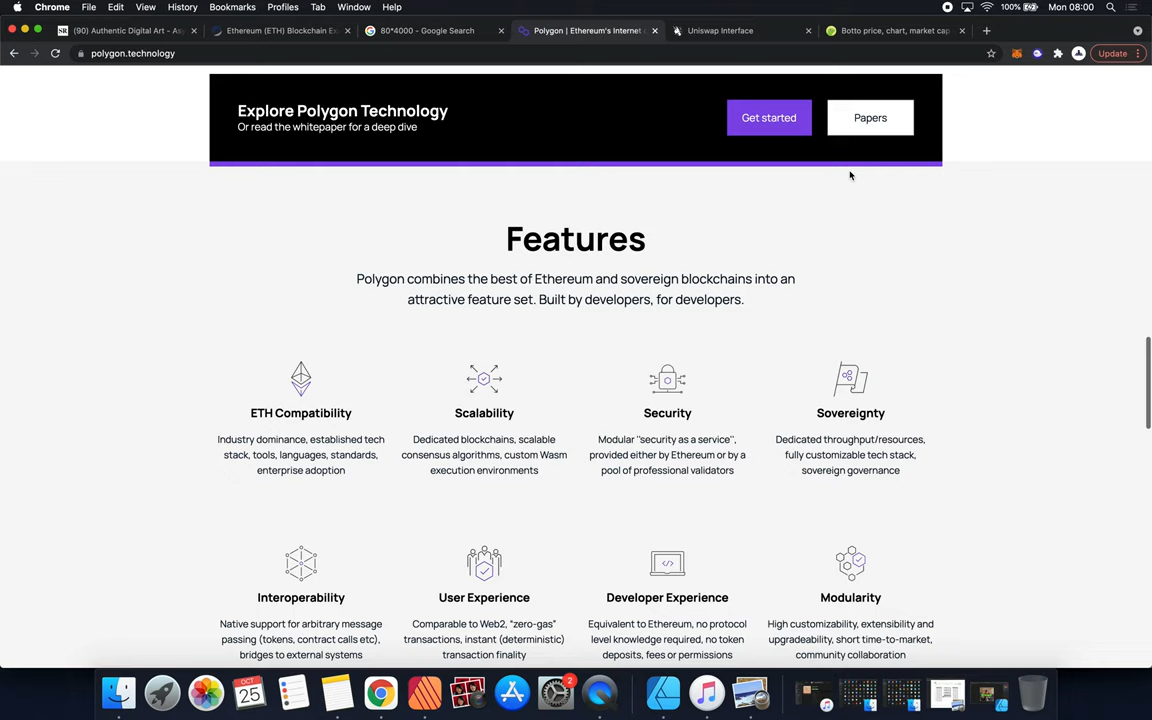 Chrome File Edit View History Bookmarks Profiles Tab Window Help 100% Mon 08:00
SR (90) Authentic Digital Art - As
Ethereum (ETH) Blockchain Ex
80*4000 - Google Search
Polygon | Ethereum's Internet
Uniswap Interface
Botto price, chart, market cap
polygon.technology
Update
Explore Polygon Technology
Or read the whitepaper for a deep dive
Get started
Papers
Features
Polygon combines the best of Ethereum and sovereign blockchains into an
attractive feature set. Built by developers, for developers.
ETH Compatibility
Industry dominance, established tech
stack, tools, languages, standards,
enterprise adoption
Scalability
Dedicated blockchains, scalable
consensus algorithms, custom Wasm
execution environments
Security
Modular "security as a service",
provided either by Ethereum or by a
pool of professional validators
Sovereignty
Dedicated throughput/resources,
fully customizable tech stack,
sovereign governance
Interoperability
Native support for arbitrary message
passing (tokens, contract calls etc),
bridges to external systems
User Experience
Comparable to Web2, "zero-gas"
transactions, instant (deterministic)
transaction finality
Developer Experience
Equivalent to Ethereum, no protocol
level knowledge required, no token
deposits, fees or permissions
Modularity
High customizability, extensibility and
upgradeability, short time-to-market,
community collaboration
OCT
25
2